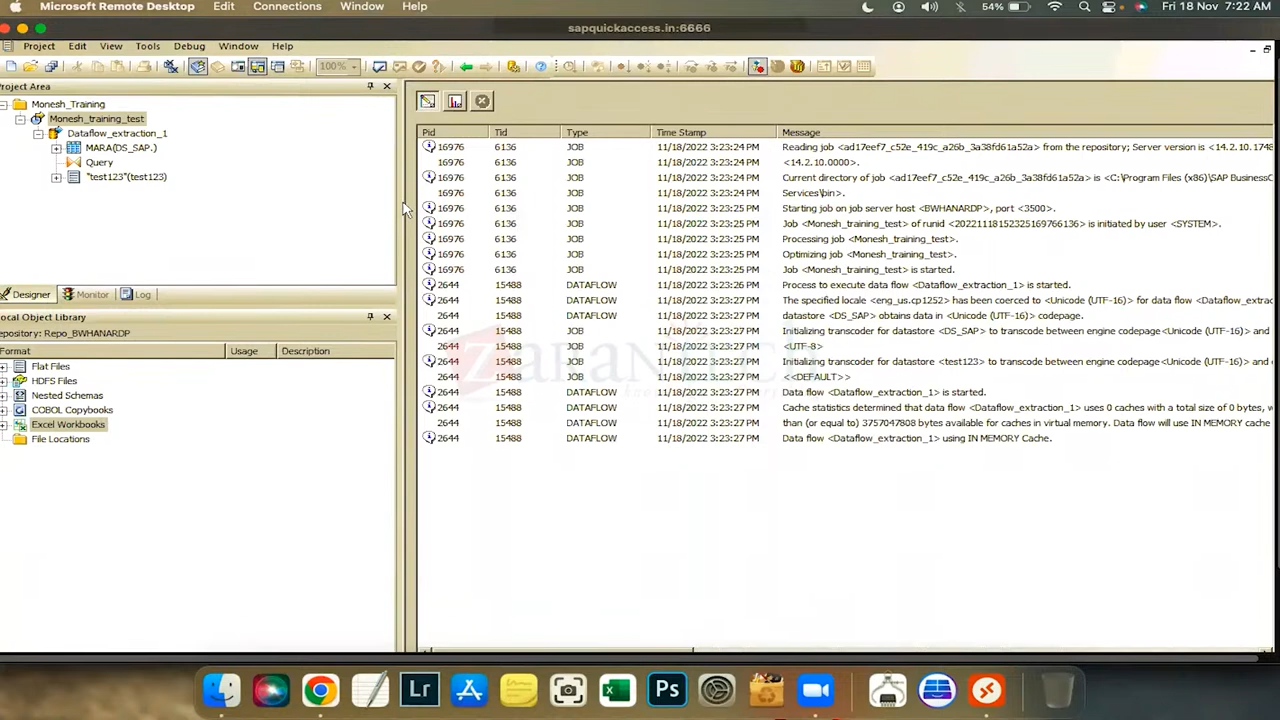 Microsoft Remote Desktop Edit Connections Window Help 54% Fri 18 Nov 7:22 AM
sapquickaccess.in:6666
Project Edit View Tools Debug Window Help
100%
Project Area
Monesh_Training
Monesh_training_test
Dataflow_extraction_1
MARA(DS_SAP.)
Query
"test123"(test123)
Designer Monitor Log
ocal Object Library
epository: Repo_BWHANARDP
Format Usage Description
Flat Files
HDFS Files
Nested Schemas
COBOL Copybooks
Excel Workbooks
File Locations
Pid Tid Type Time Stamp Message
16976 6136 JOB 11/18/2022 3:23:24 PM Reading job <ad17eef7_c52e_419c_a26b_3a38fd61a52a> from the repository; Server version is <14.2.10.1748
16976 6136 JOB 11/18/2022 3:23:24 PM <14.2.10.0000>.
16976 6136 JOB 11/18/2022 3:23:24 PM Current directory of job <ad17eef7_c52e_419c_a26b_3a38fd61a52a> is <C:\Program Files (x86)\SAP BusinessC
16976 6136 JOB 11/18/2022 3:23:24 PM Services\bin>.
16976 6136 JOB 11/18/2022 3:23:25 PM Starting job on job server host <BWHANARDP>, port <3500>.
16976 6136 JOB 11/18/2022 3:23:25 PM Job <Monesh_training_test> of runid <2022111815232516976​6136> is initiated by user <SYSTEM>.
16976 6136 JOB 11/18/2022 3:23:25 PM Processing job <Monesh_training_test>.
16976 6136 JOB 11/18/2022 3:23:25 PM Optimizing job <Monesh_training_test>.
16976 6136 JOB 11/18/2022 3:23:25 PM Job <Monesh_training_test> is started.
2644 15488 DATAFLOW 11/18/2022 3:23:26 PM Process to execute data flow <Dataflow_extraction_1> is started.
2644 15488 DATAFLOW 11/18/2022 3:23:27 PM The specified locale <eng_us.cp1252> has been coerced to <Unicode (UTF-16)> for data flow <Dataflow_extrac
2644 15488 DATAFLOW 11/18/2022 3:23:27 PM datastore <DS_SAP> obtains data in <Unicode (UTF-16)> codepage.
2644 15488 JOB 11/18/2022 3:23:27 PM Initializing transcoder for datastore <DS_SAP> to transcode between engine codepage<Unicode (UTF-16)> and
2644 15488 JOB 11/18/2022 3:23:27 PM <UTF-8>
2644 15488 JOB 11/18/2022 3:23:27 PM Initializing transcoder for datastore <test123> to transcode between engine codepage<Unicode (UTF-16)> and
2644 15488 JOB 11/18/2022 3:23:27 PM <<DEFAULT>>
2644 15488 DATAFLOW 11/18/2022 3:23:27 PM Data flow <Dataflow_extraction_1> is started.
2644 15488 DATAFLOW 11/18/2022 3:23:27 PM Cache statistics determined that data flow <Dataflow_extraction_1> uses 0 caches with a total size of 0 bytes, w
2644 15488 DATAFLOW 11/18/2022 3:23:27 PM than (or equal to) 3757047808 bytes available for caches in virtual memory. Data flow will use IN MEMORY cache
2644 15488 DATAFLOW 11/18/2022 3:23:27 PM Data flow <Dataflow_extraction_1> using IN MEMORY Cache.
Lr
Ps